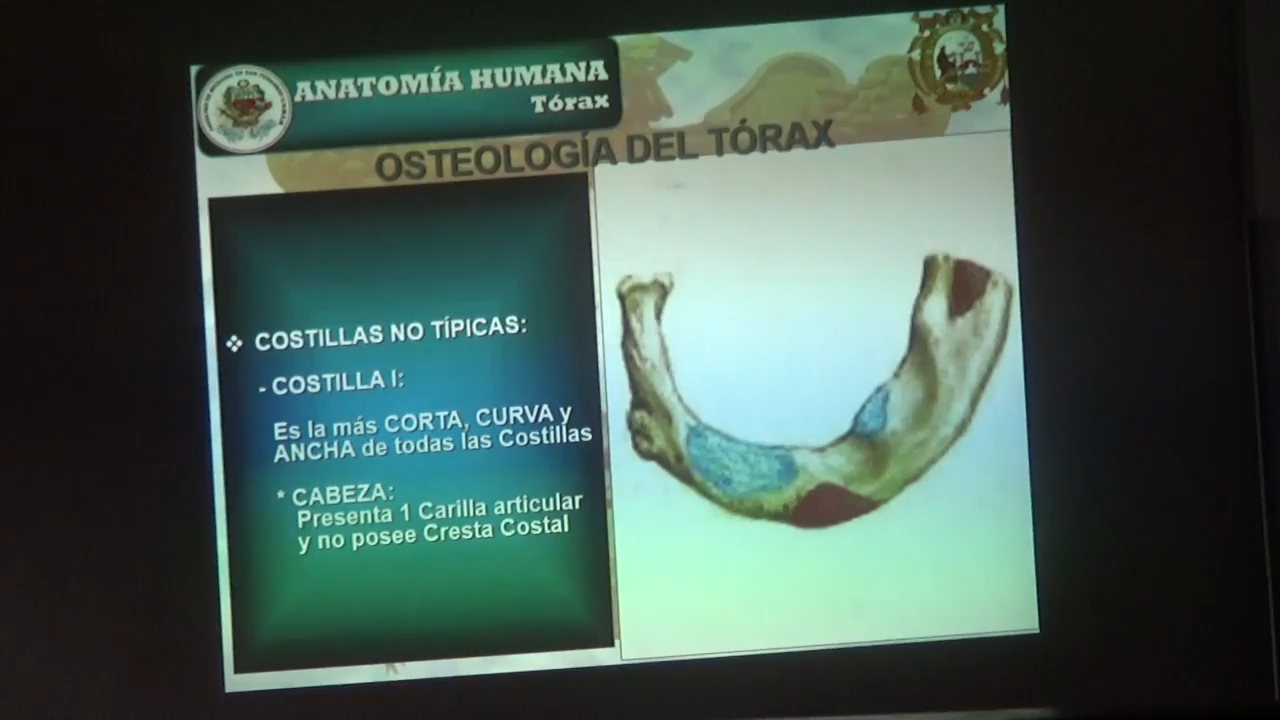 ANATOMÍA HUMANA
Tórax
OSTEOLOGÍA DEL TÓRAX
❖ COSTILLAS NO TÍPICAS:
- COSTILLA I:
Es la más CORTA, CURVA y
ANCHA de todas las Costillas
* CABEZA:
Presenta 1 Carilla articular
y no posee Cresta Costal